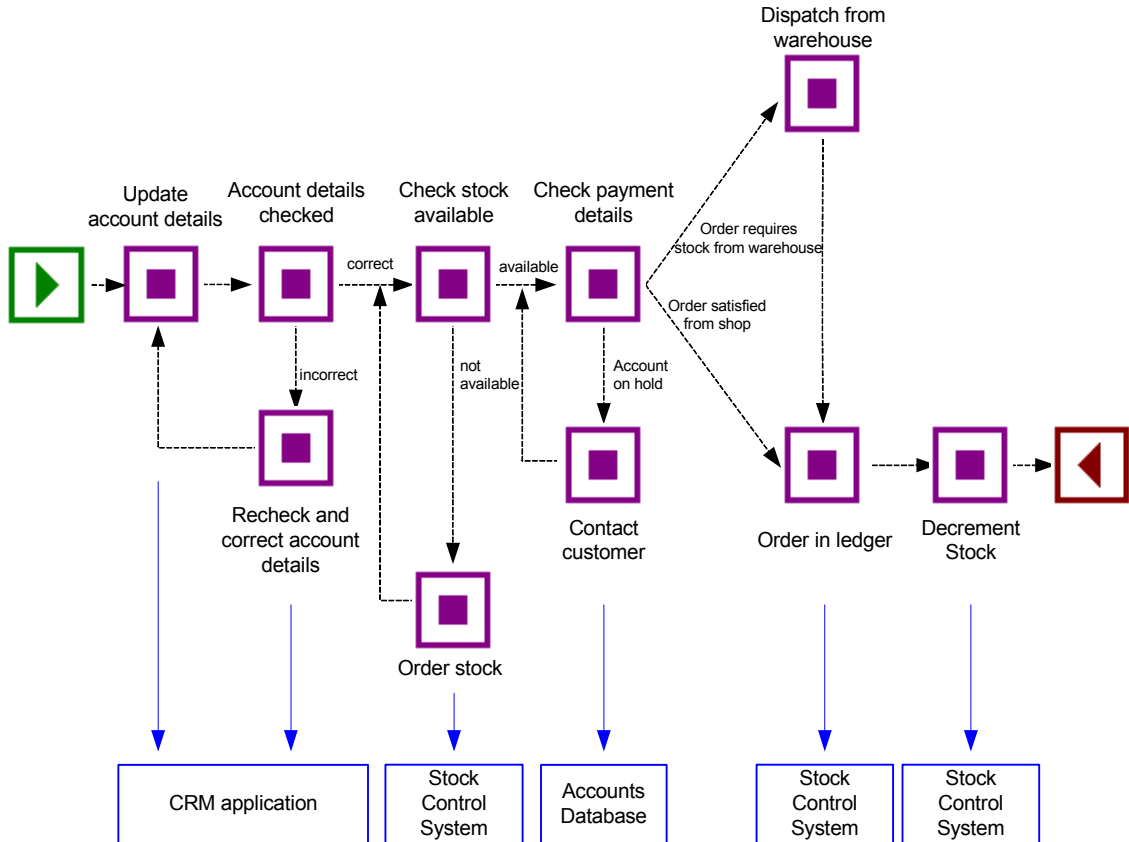 Dispatch from
warehouse
Update
account details
Account details
checked
Check stock
available
Check payment
details
correct
available
Order requires
stock from warehouse
Order satisfied
from shop
incorrect
not
available
Account
on hold
Recheck and
correct account
details
Contact
customer
Order in ledger
Decrement
Stock
Order stock
CRM application
Stock
Control
System
Accounts
Database
Stock
Control
System
Stock
Control
System